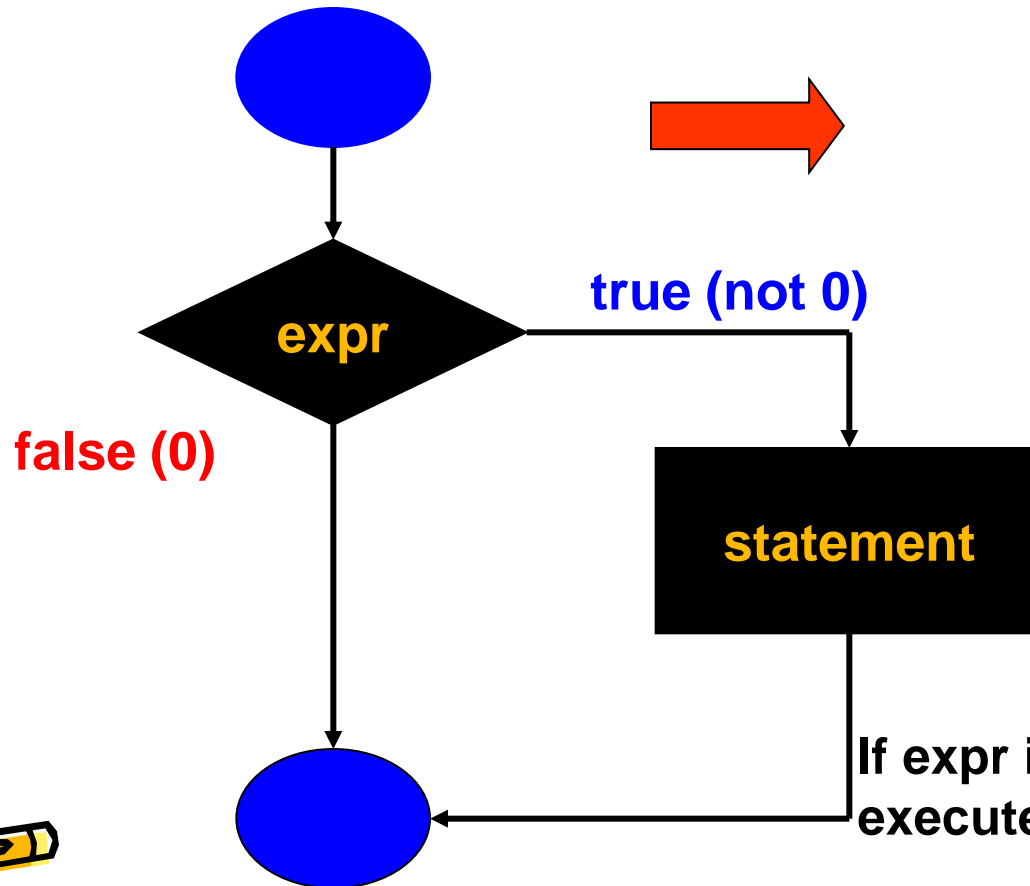 true (not 0)
expr
false (0)
statement
If expr i
execute